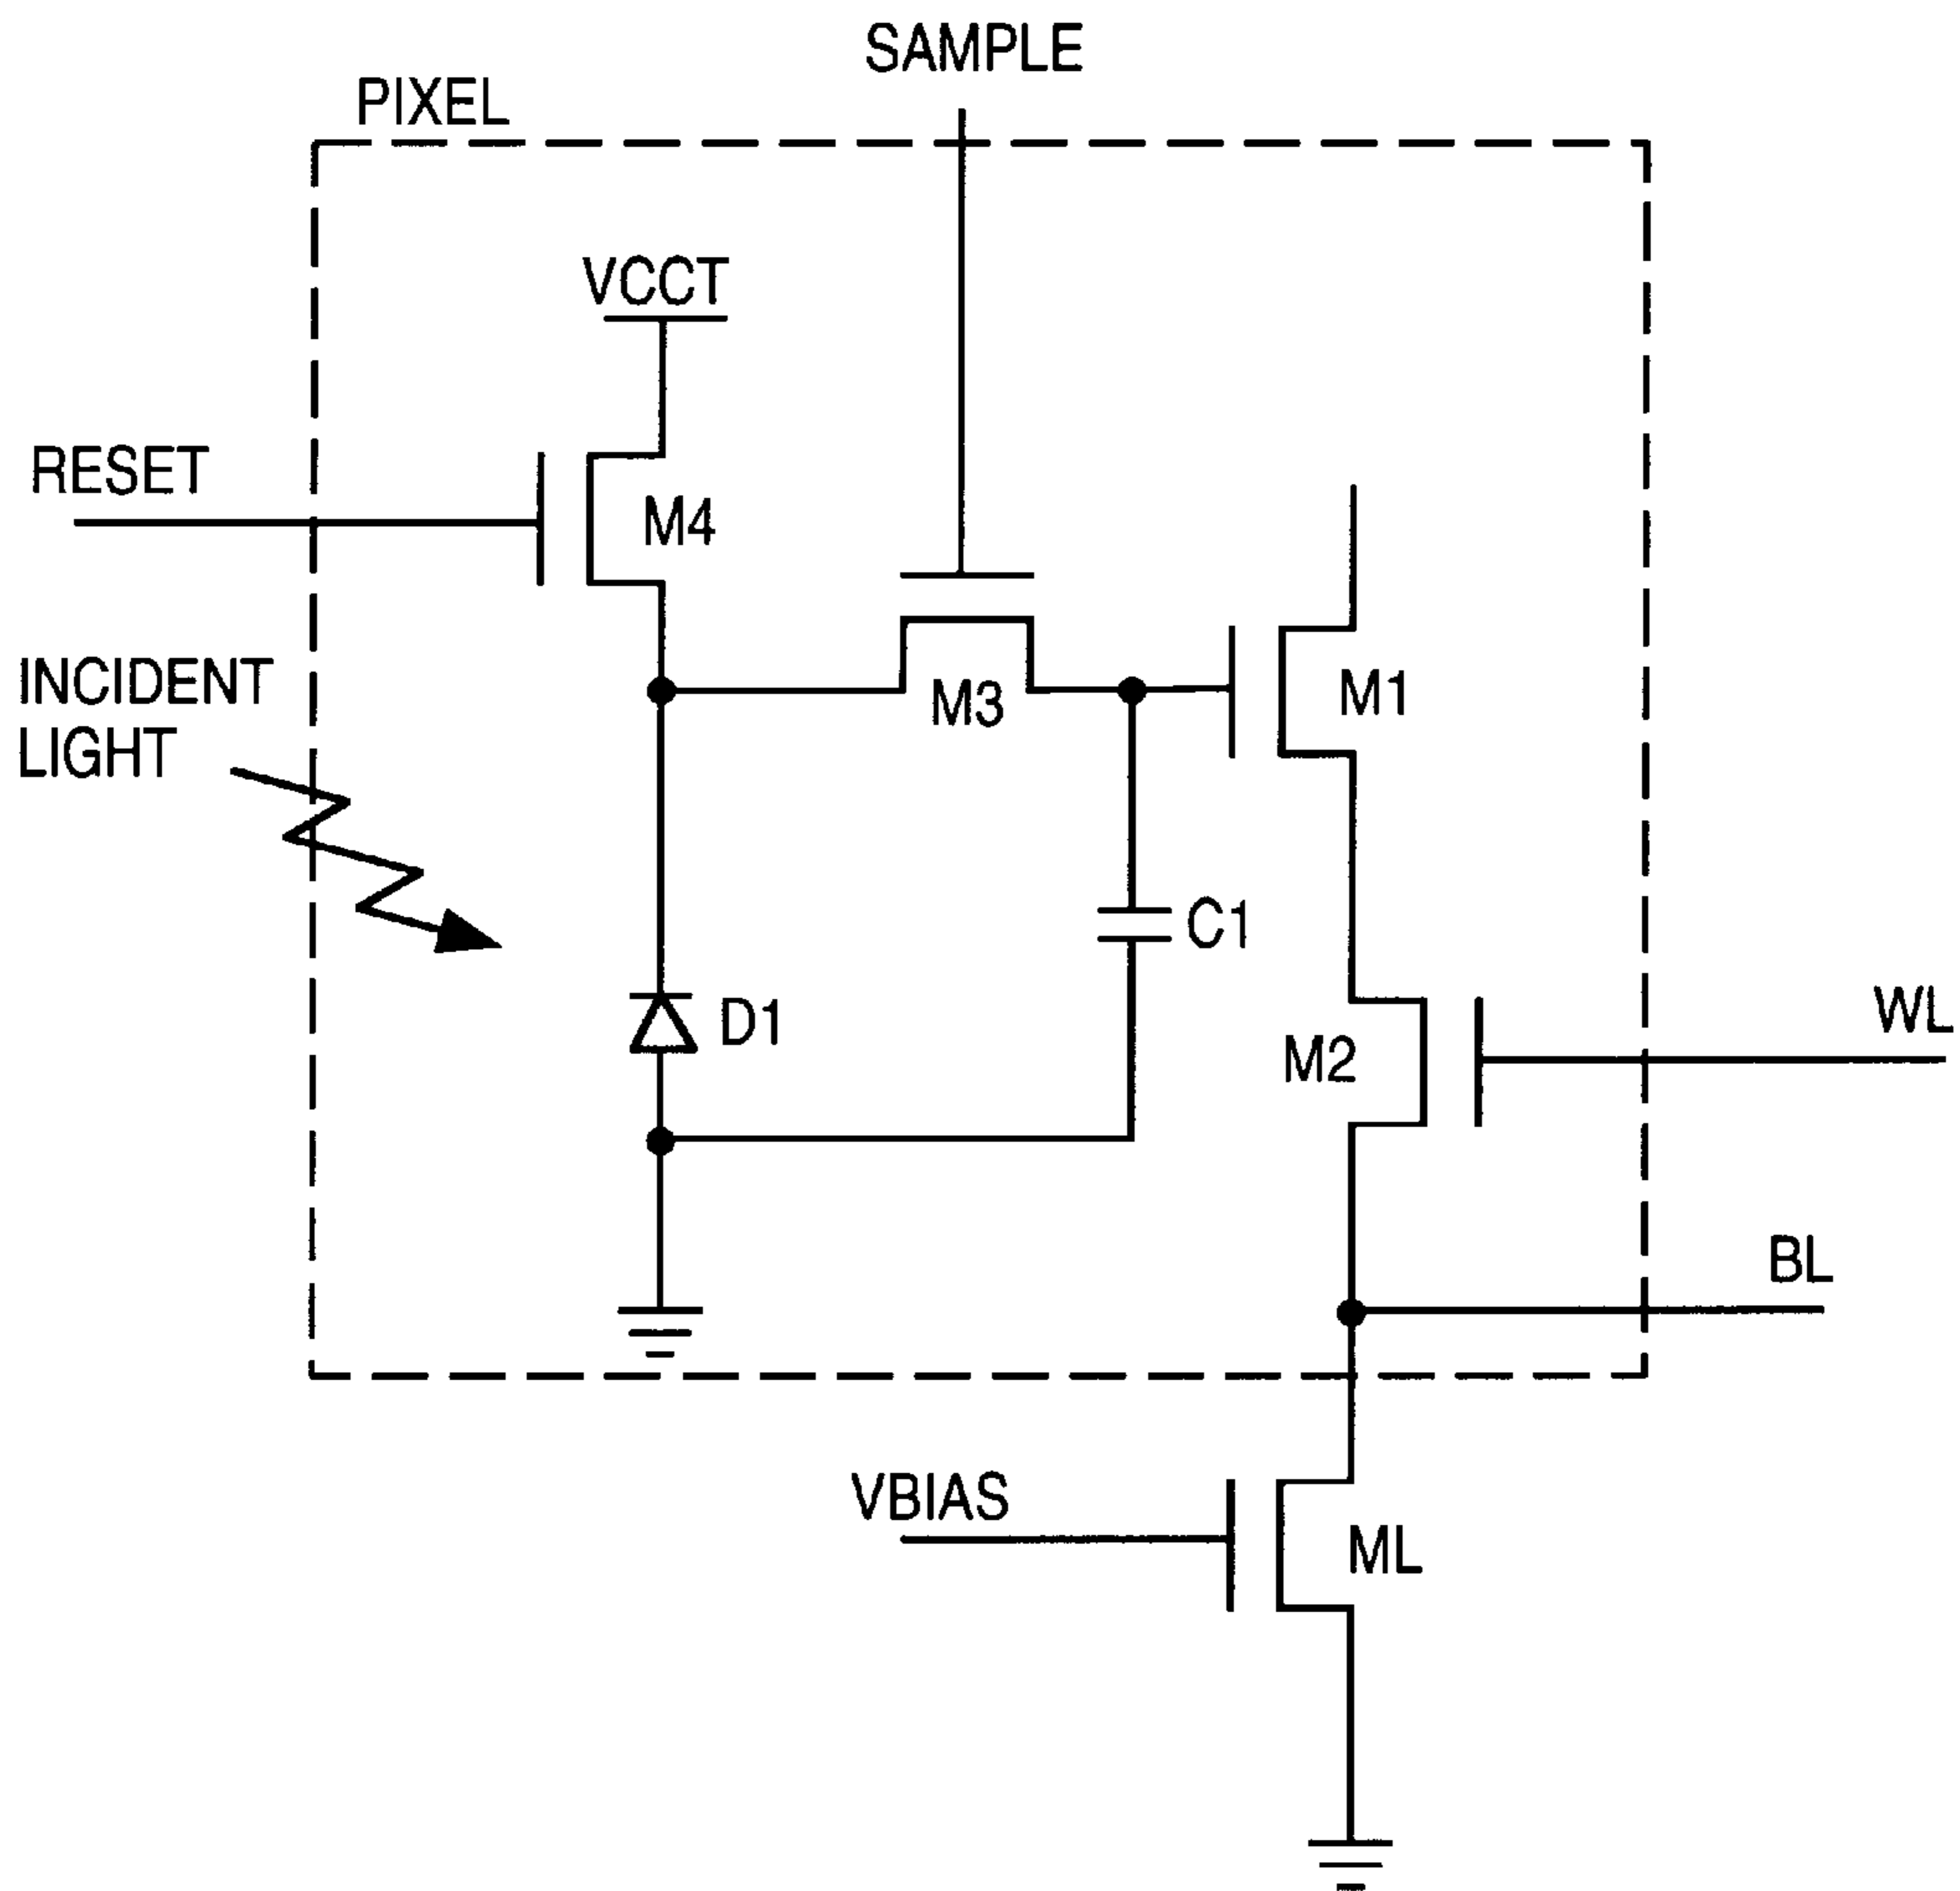 SAMPLE
PIXEL
VCCT
RESET
M4
INCIDENT
LIGHT
M3
M1
C1
D1
M2
WL
BL
VBIAS
ML